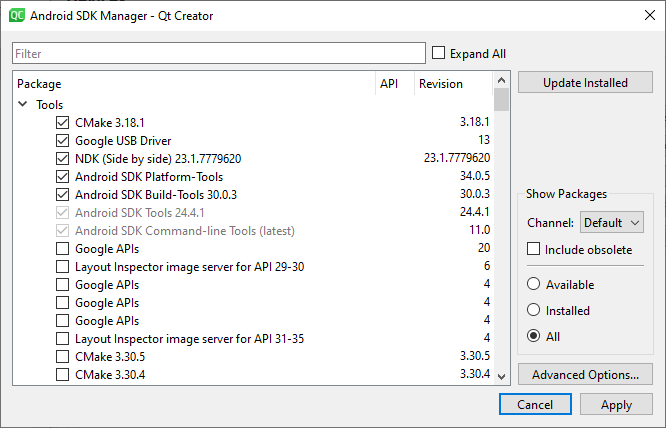 QC Android SDK Manager - Qt Creator
Filter
Expand All
Package API Revision
Update Installed
Tools
CMake 3.18.1 3.18.1
Google USB Driver 13
NDK (Side by side) 23.1.7779620 23.1.7779620
Android SDK Platform-Tools 34.0.5
Android SDK Build-Tools 30.0.3 30.0.3
Show Packages
Android SDK Tools 24.4.1 24.4.1
Channel: Default
Android SDK Command-line Tools (latest) 11.0
Google APIs 20
Include obsolete
Layout Inspector image server for API 29-30 6
Google APIs 4
Available
Google APIs 4
Installed
Google APIs 4
Layout Inspector image server for API 31-35 4
All
CMake 3.30.5 3.30.5
CMake 3.30.4 3.30.4
Advanced Options...
Cancel Apply